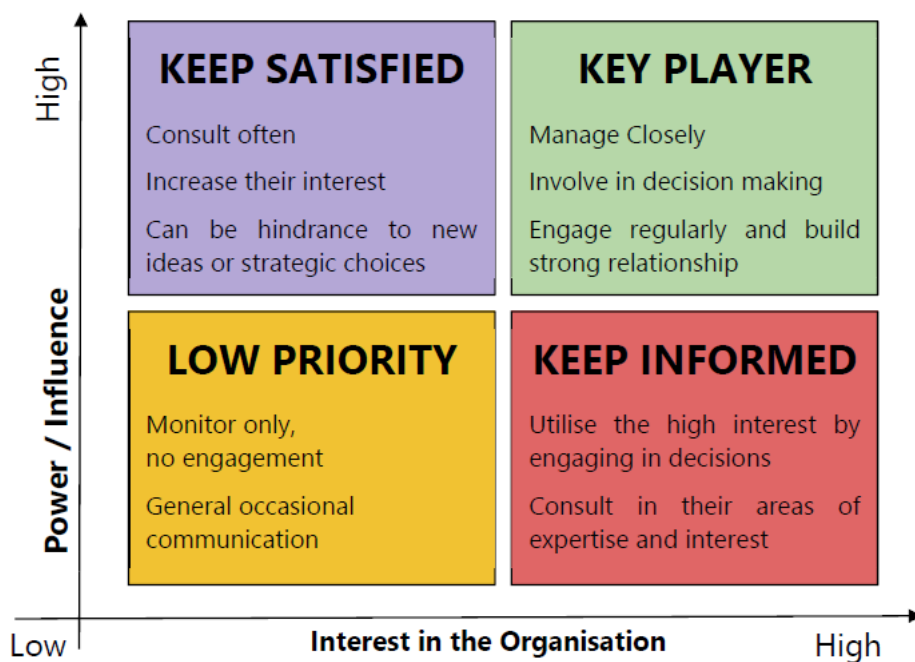 High
Power / Influence
KEEP SATISFIED
Consult often
Increase their interest
Can be hindrance to new
ideas or strategic choices
KEY PLAYER
Manage Closely
Involve in decision making
Engage regularly and build
strong relationship
LOW PRIORITY
Monitor only,
no engagement
General occasional
communication
KEEP INFORMED
Utilise the high interest by
engaging in decisions
Consult in their areas of
expertise and interest
Low
Interest in the Organisation
High